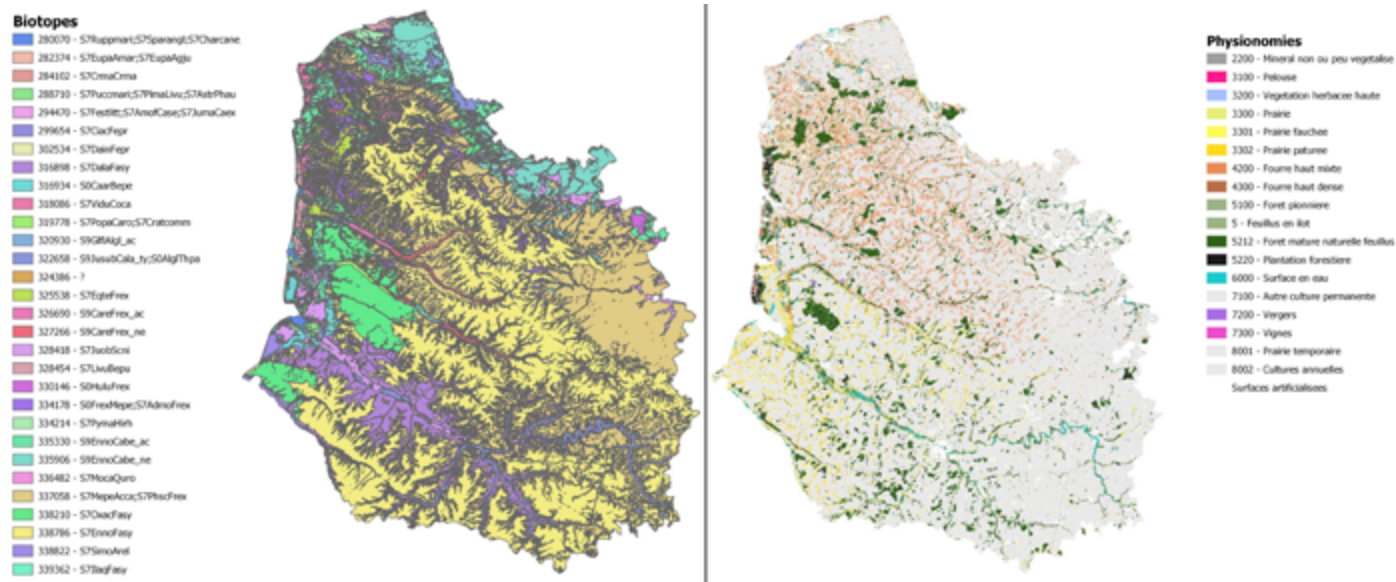 Biotopes
280070 - S7Ruppmari;S7Sparangl;S7Charcane
282374 - S7EupaAmar;S7EupaAgju
284102 - S7CrmaCrma
288710 - S7Puccmari;S7PlmaLivu;S7AstrPhau
294470 - S7Festlitt;S7AmofCase;S7JumaCaex
299654 - S7CiacFepr
302534 - S7DainFepr
316898 - S7DalaFasy
316934 - S0CaarBepe
318086 - S7ViduCoca
319778 - S7PopaCaro;S7Cratcomm
320930 - S9GlflAlgl_ac
322658 - S9JusubCala_ty;S0AlglThpa
324386 - ?
325538 - S7EqteFrex
326690 - S9CareFrex_ac
327266 - S9CareFrex_ne
328418 - S7JuobScni
328454 - S7LivuBepu
330146 - S0HuluFrex
334178 - S0FrexMepe;S7AdmoFrex
334214 - S7PymaHirh
335330 - S9EnnoCabe_ac
335906 - S9EnnoCabe_ne
336482 - S7MocaQuro
337058 - S7MepeAcca;S7PhscFrex
338210 - S7OxacFasy
338786 - S7EnnoFasy
338822 - S7SimoArel
339362 - S7IlaqFasy
Physionomies
2200 - Mineral non ou peu vegetalise
3100 - Pelouse
3200 - Vegetation herbacee haute
3300 - Prairie
3301 - Prairie fauchee
3302 - Prairie paturee
4200 - Fourre haut mixte
4300 - Fourre haut dense
5100 - Foret pionniere
5 - Feuillus en ilot
5212 - Foret mature naturelle feuillus
5220 - Plantation forestiere
6000 - Surface en eau
7100 - Autre culture permanente
7200 - Vergers
7300 - Vignes
8001 - Prairie temporaire
8002 - Cultures annuelles
Surfaces artificialisees